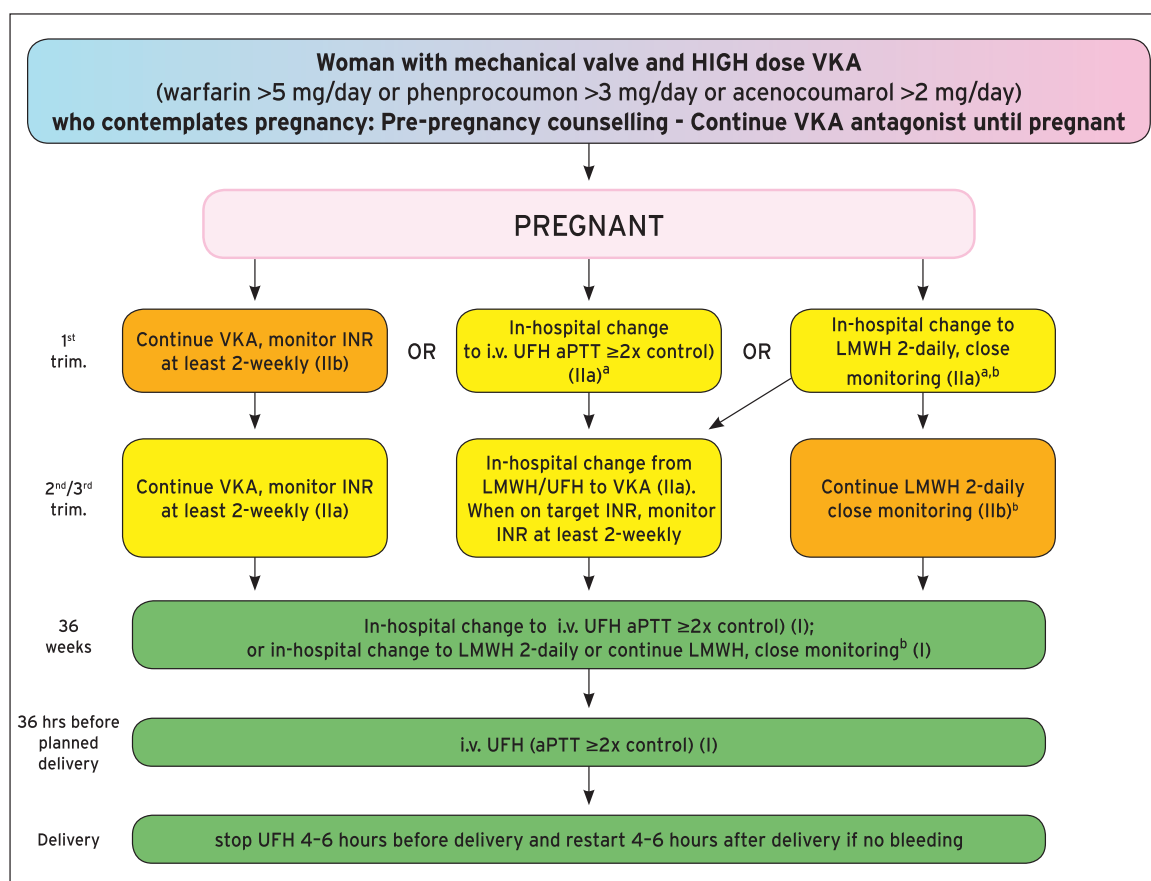 Woman with mechanical valve and HIGH dose VKA
(warfarin >5 mg/day or phenprocoumon >3 mg/day or acenocoumarol >2 mg/day)
who contemplates pregnancy: Pre-pregnancy counselling - Continue VKA antagonist until pregnant
PREGNANT
1st
trim.
Continue VKA, monitor INR
at least 2-weekly (IIb)
OR
In-hospital change
to i.v. UFH aPTT ≥2x control)
(IIa)a
OR
In-hospital change to
LMWH 2-daily, close
monitoring (IIa)a,b
2nd/3rd
trim.
Continue VKA, monitor INR
at least 2-weekly (IIa)
In-hospital change from
LMWH/UFH to VKA (IIa).
When on target INR, monitor
INR at least 2-weekly
Continue LMWH 2-daily
close monitoring (IIb)b
36
weeks
In-hospital change to i.v. UFH aPTT ≥2x control) (I);
or in-hospital change to LMWH 2-daily or continue LMWH, close monitoringb (I)
36 hrs before
planned
delivery
i.v. UFH (aPTT ≥2x control) (I)
Delivery
stop UFH 4–6 hours before delivery and restart 4–6 hours after delivery if no bleeding